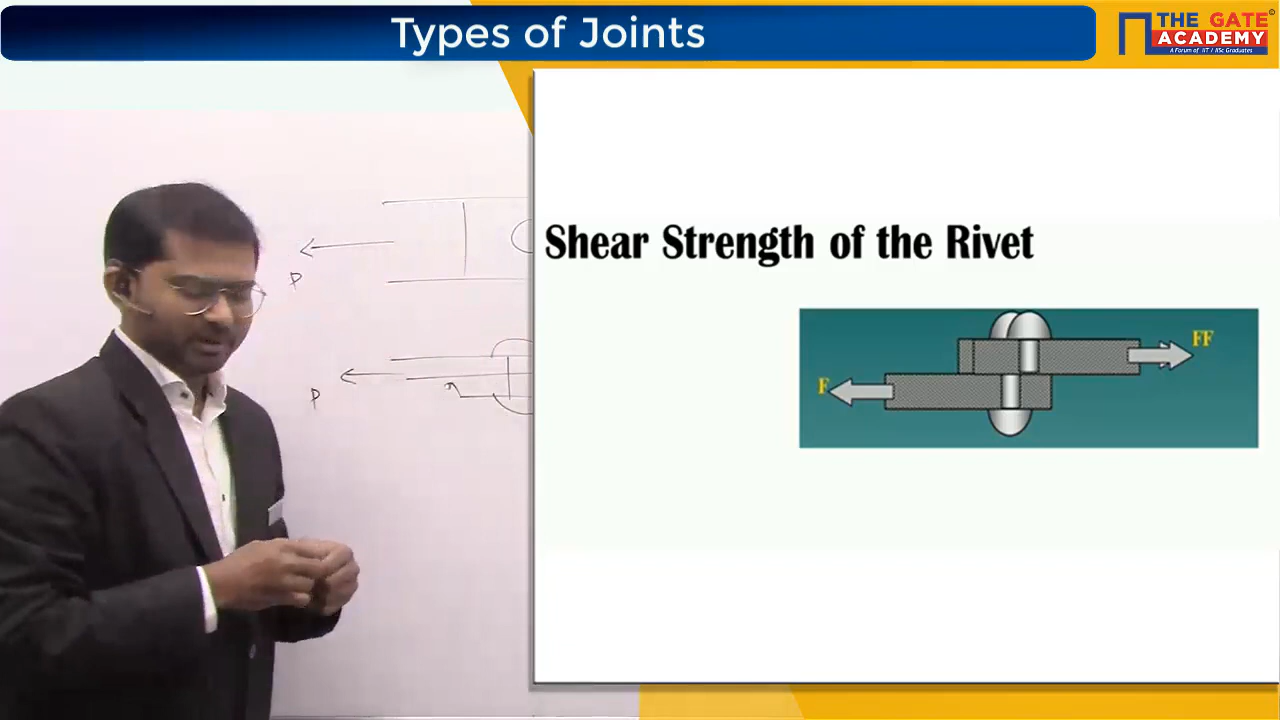 Types of Joints
THE GATE
ACADEMY
A Forum of IIT / IISc Graduates
©
P
P
Shear Strength of the Rivet
FF
F